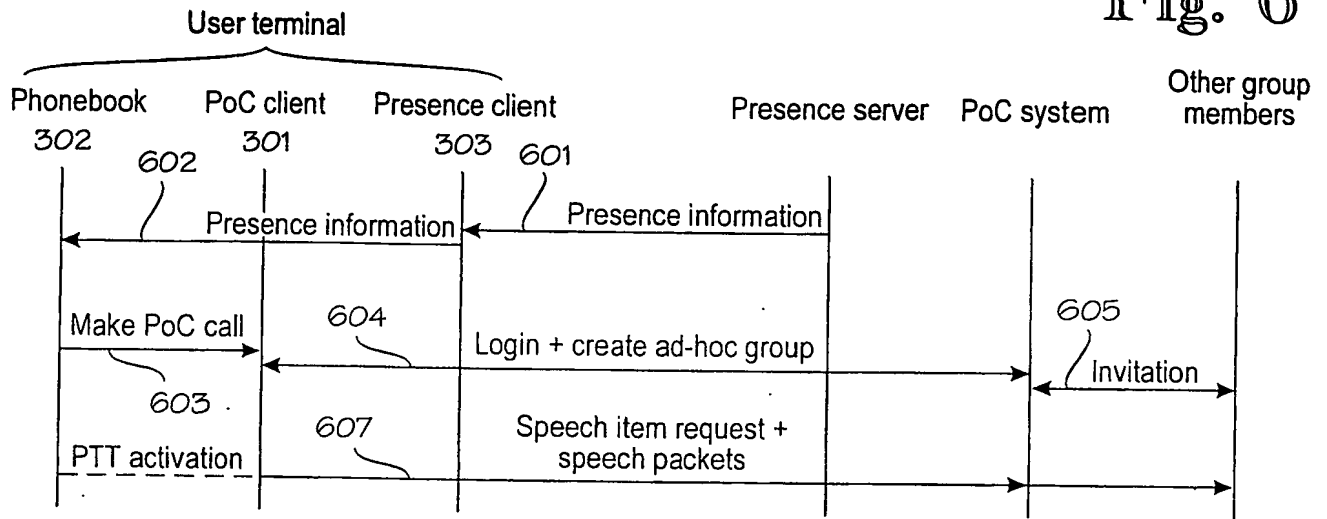 Fig. 6
User terminal
Phonebook
302
PoC client
301
Presence client
303
Presence server
PoC system
Other group
members
602
601
Presence information
Presence information
Make PoC call
603
604
Login + create ad-hoc group
605
Invitation
PTT activation
607
Speech item request +
speech packets